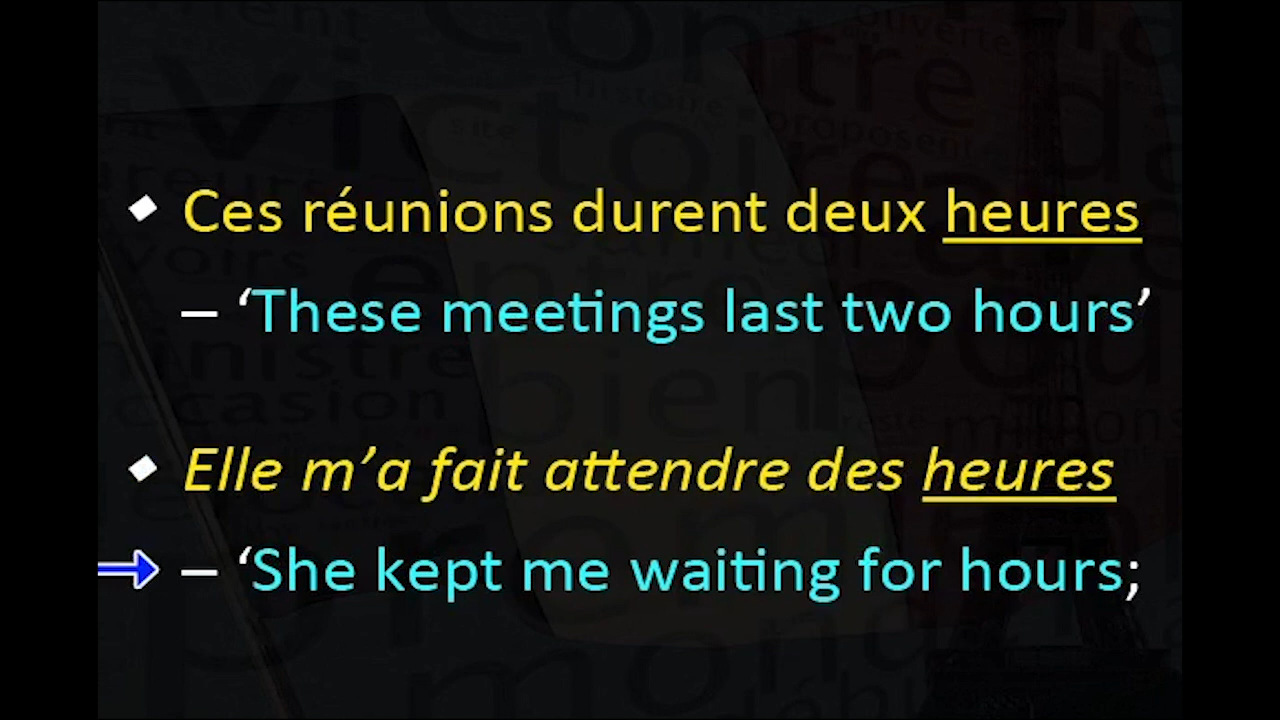 Ces réunions durent deux heures
– ‘These meetings last two hours’
Elle m’a fait attendre des heures
– ‘She kept me waiting for hours;